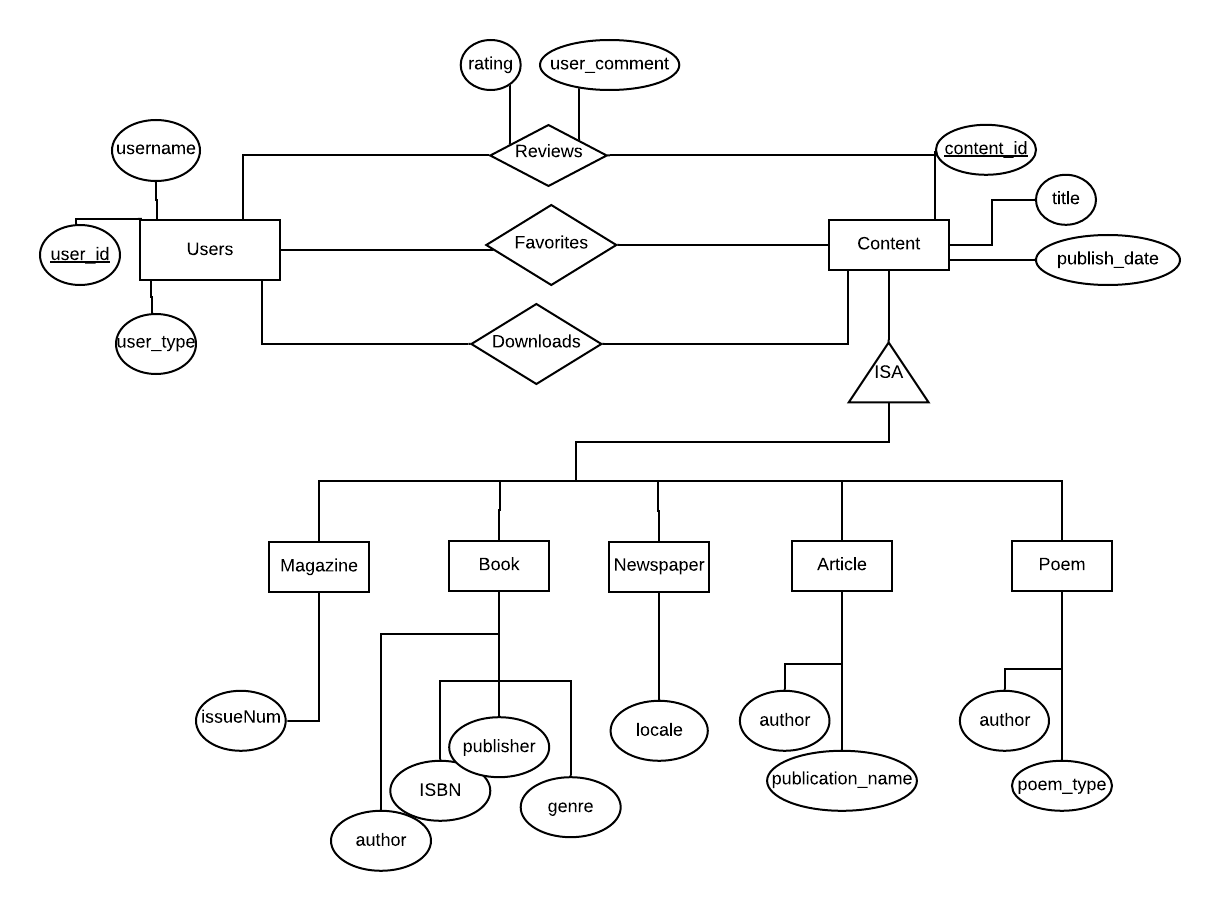 rating
user_comment
username
Reviews
content_id
title
user_id
Users
Favorites
Content
publish_date
user_type
Downloads
ISA
Magazine
Book
Newspaper
Article
Poem
issueNum
publisher
locale
author
author
ISBN
genre
publication_name
poem_type
author